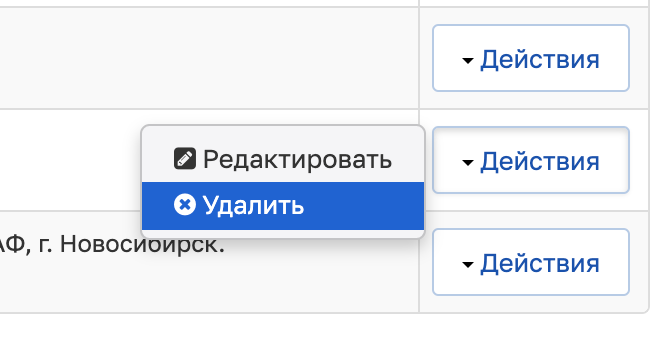 Действия
Редактировать
Действия
Удалить
АФ, г. Новосибирск.
Действия